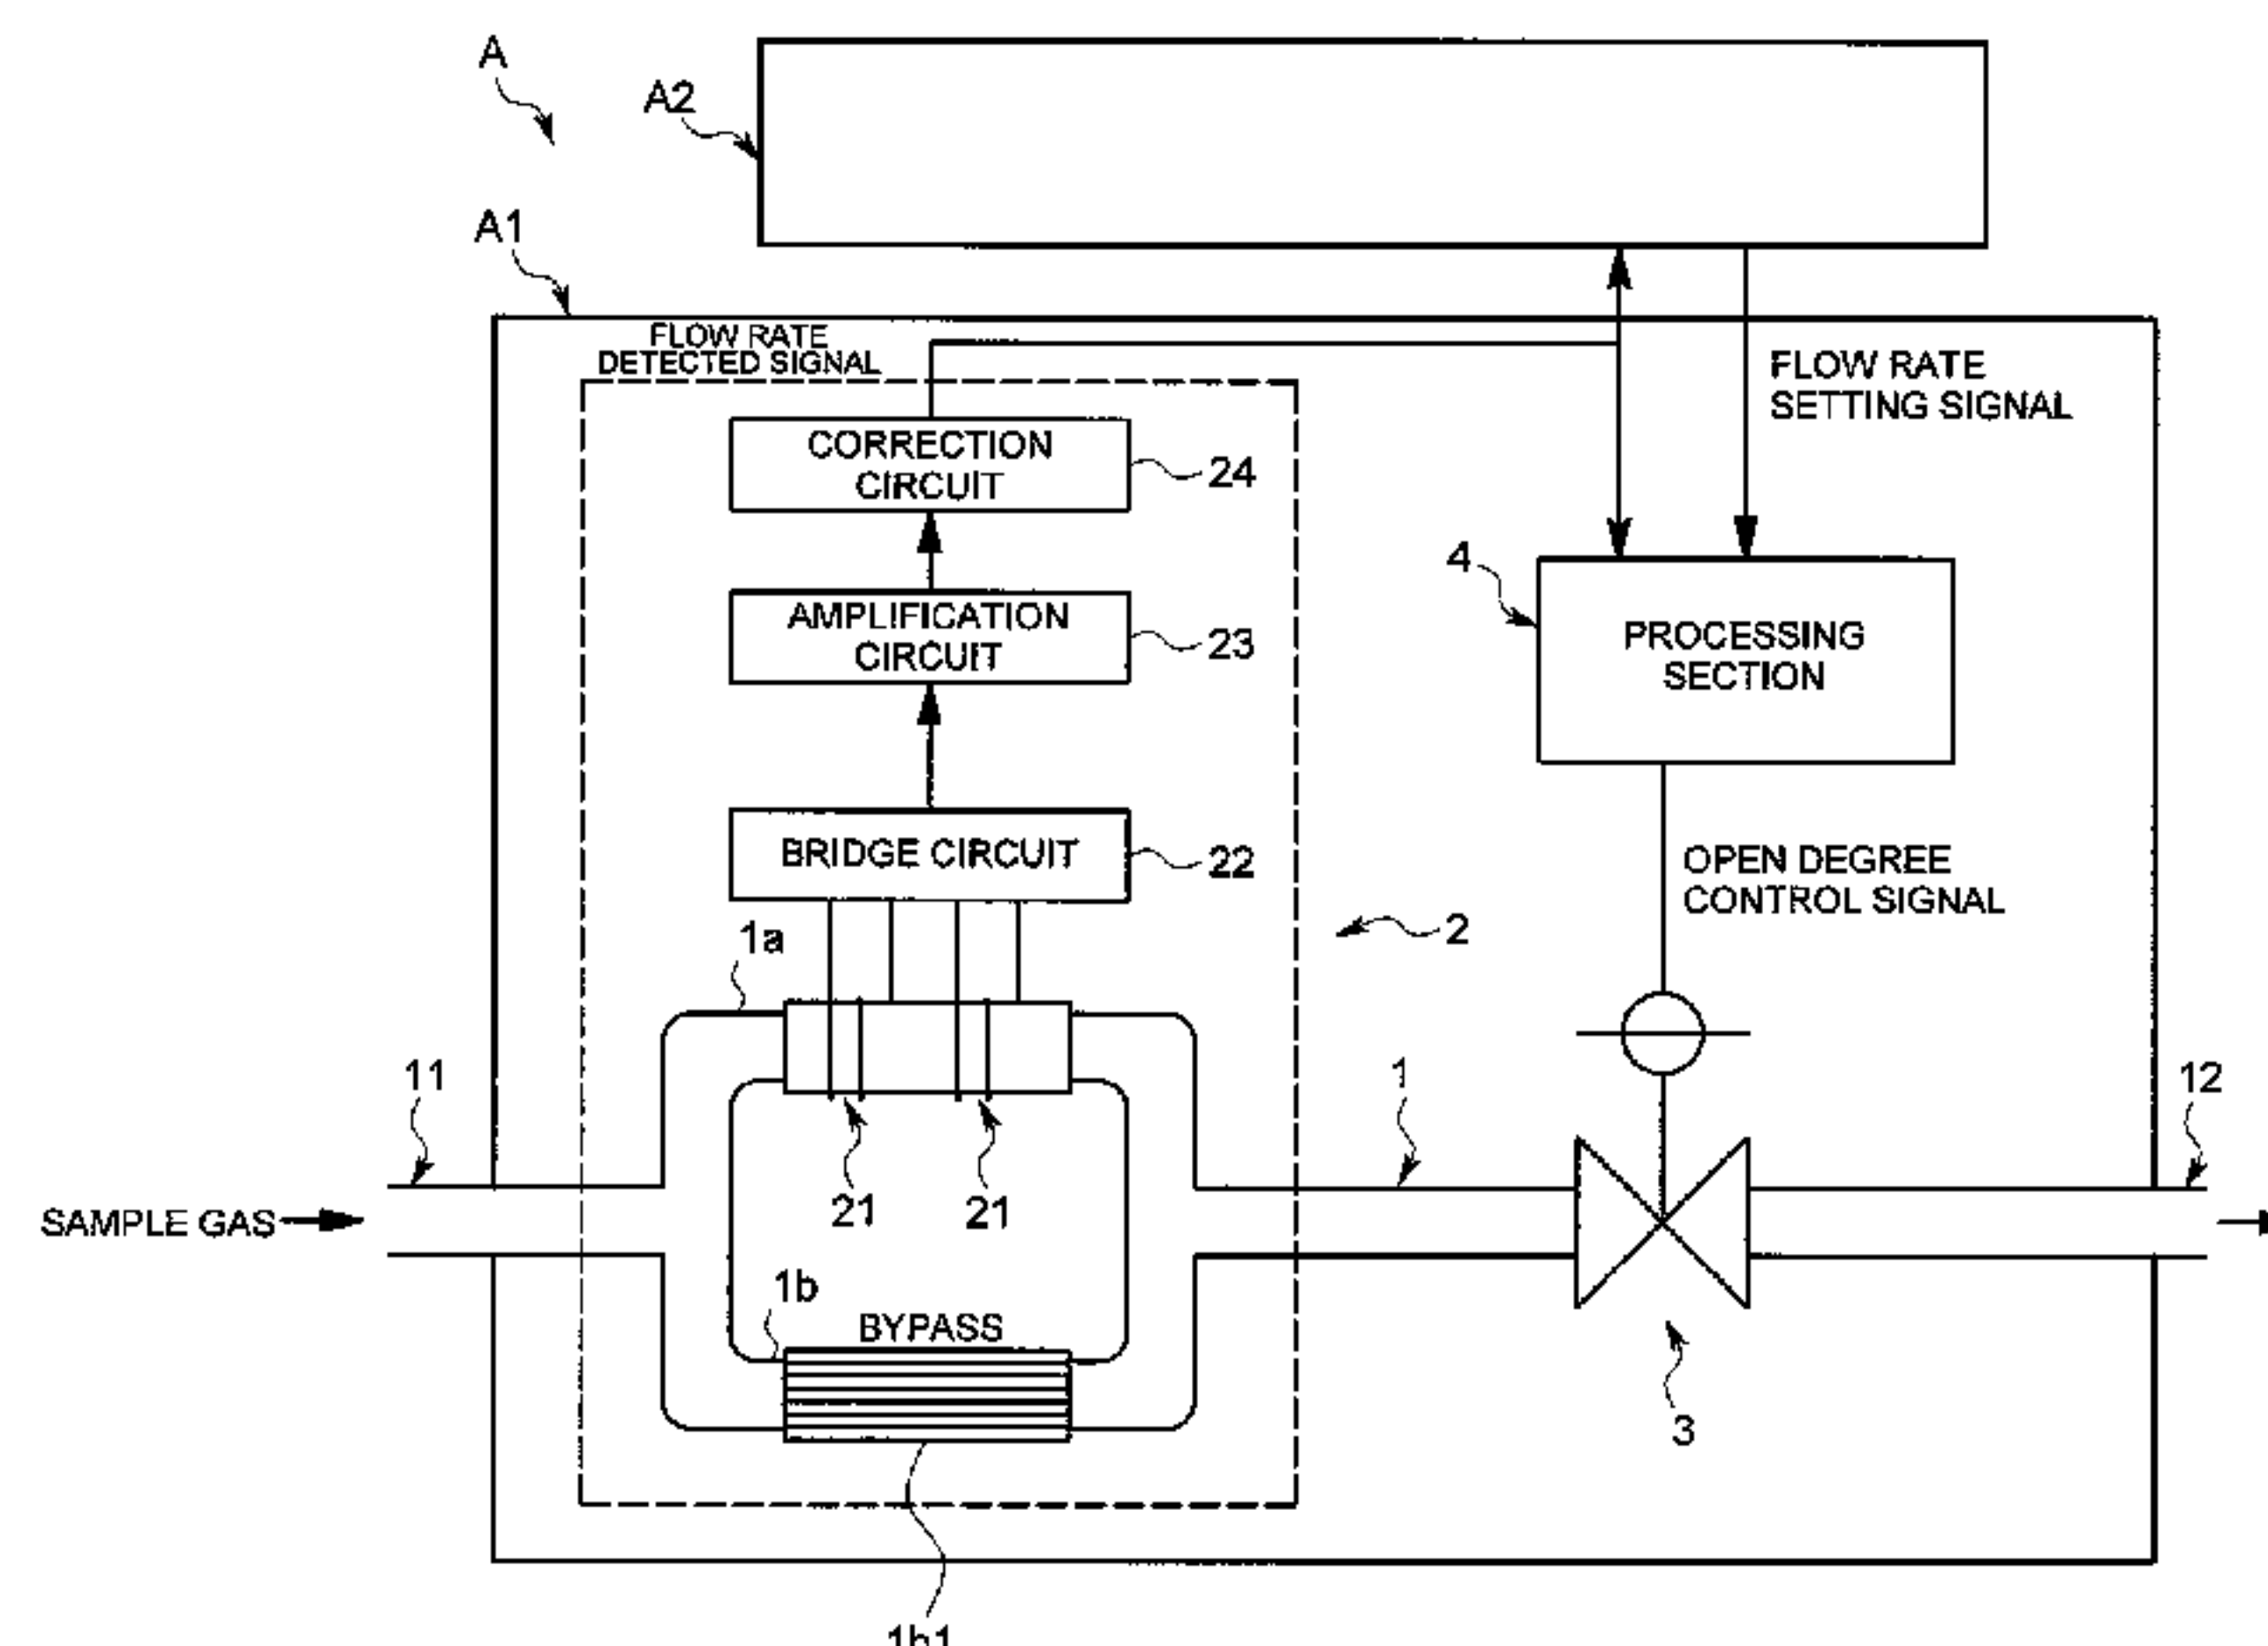 A
A2
A1
FLOW RATE
DETECTED SIGNAL
FLOW RATE
SETTING SIGNAL
CORRECTION
CIRCUIT
24
4
AMPLIFICATION
CIRCUIT
23
PROCESSING
SECTION
BRIDGE CIRCUIT
22
OPEN DEGREE
CONTROL SIGNAL
1a
2
11
1
12
21
21
SAMPLE GAS
1b
BYPASS
3
1b1